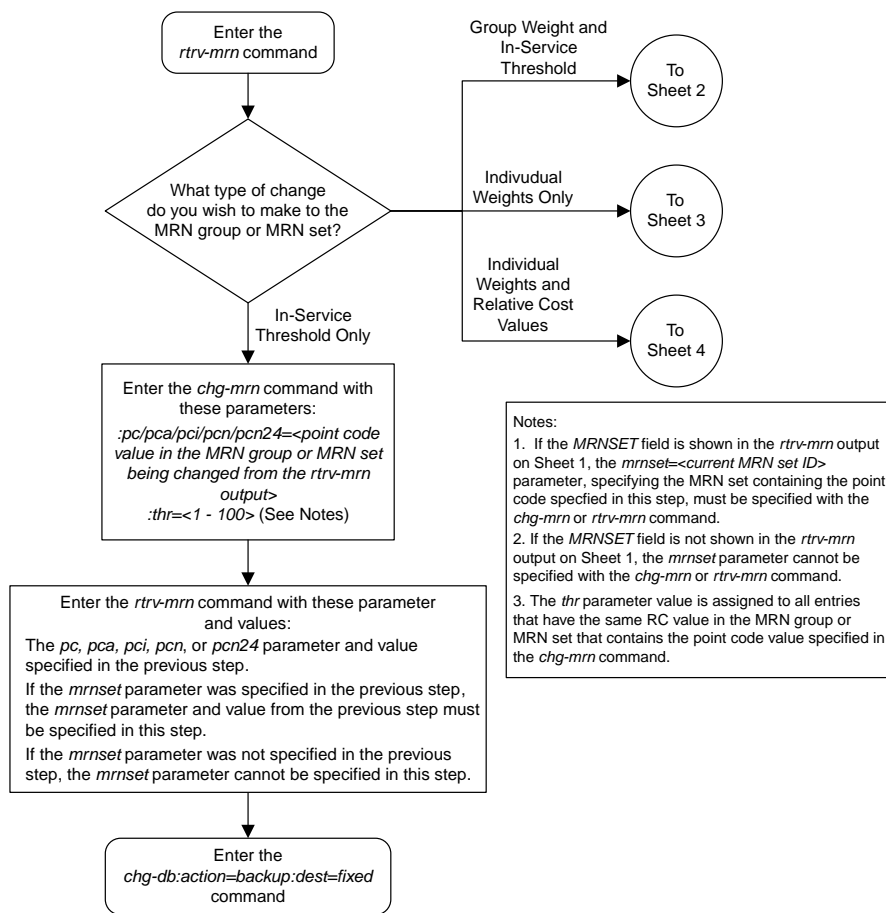 Enter the
rtrv-mrn command
Group Weight and
In-Service
Threshold
To
Sheet 2
What type of change
do you wish to make to the
MRN group or MRN set?
Indivudual
Weights Only
To
Sheet 3
Individual
Weights and
Relative Cost
Values
To
Sheet 4
In-Service
Threshold Only
Enter the chg-mrn command with
these parameters:
:pc/pca/pci/pcn/pcn24=<point code
value in the MRN group or MRN set
being changed from the rtrv-mrn
output>
:thr=<1 - 100> (See Notes)
Notes:
1. If the MRNSET field is shown in the rtrv-mrn output
on Sheet 1, the mrnset=<current MRN set ID>
parameter, specifying the MRN set containing the point
code specfied in this step, must be specified with the
chg-mrn or rtrv-mrn command.
2. If the MRNSET field is not shown in the rtrv-mrn
output on Sheet 1, the mrnset parameter cannot be
specified with the chg-mrn or rtrv-mrn command.
3. The thr parameter value is assigned to all entries
that have the same RC value in the MRN group or
MRN set that contains the point code value specified in
the chg-mrn command.
Enter the rtrv-mrn command with these parameter
and values:
The pc, pca, pci, pcn, or pcn24 parameter and value
specified in the previous step.
If the mrnset parameter was specified in the previous step,
the mrnset parameter and value from the previous step must
be specified in this step.
If the mrnset parameter was not specified in the previous
step, the mrnset parameter cannot be specified in this step.
Enter the
chg-db:action=backup:dest=fixed
command